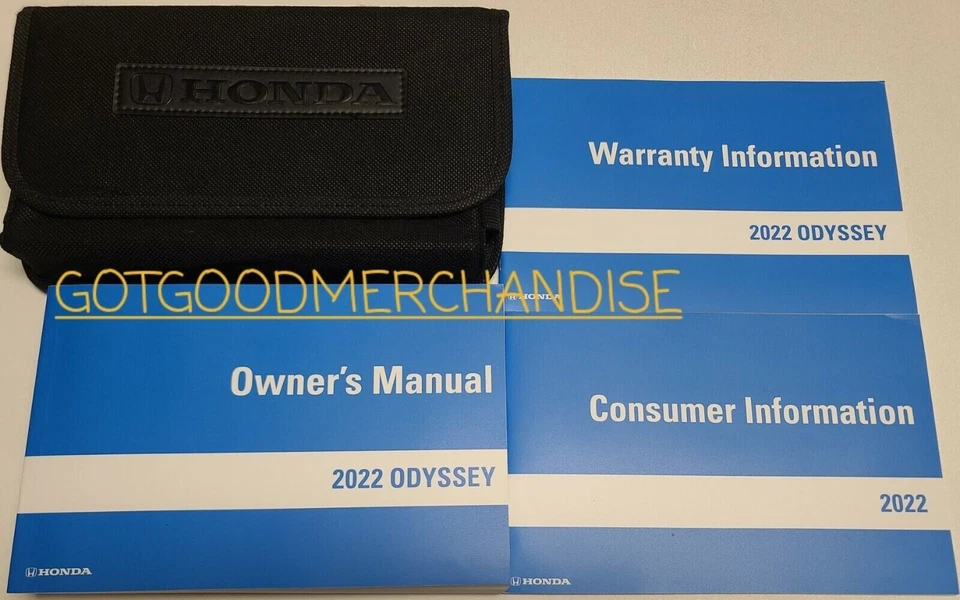 HONDA
Warranty Information
2022 ODYSSEY
HONDA
GOTGOODMERCHANDISE
Owner's Manual
2022 ODYSSEY
HONDA
Consumer Information
2022
HONDA